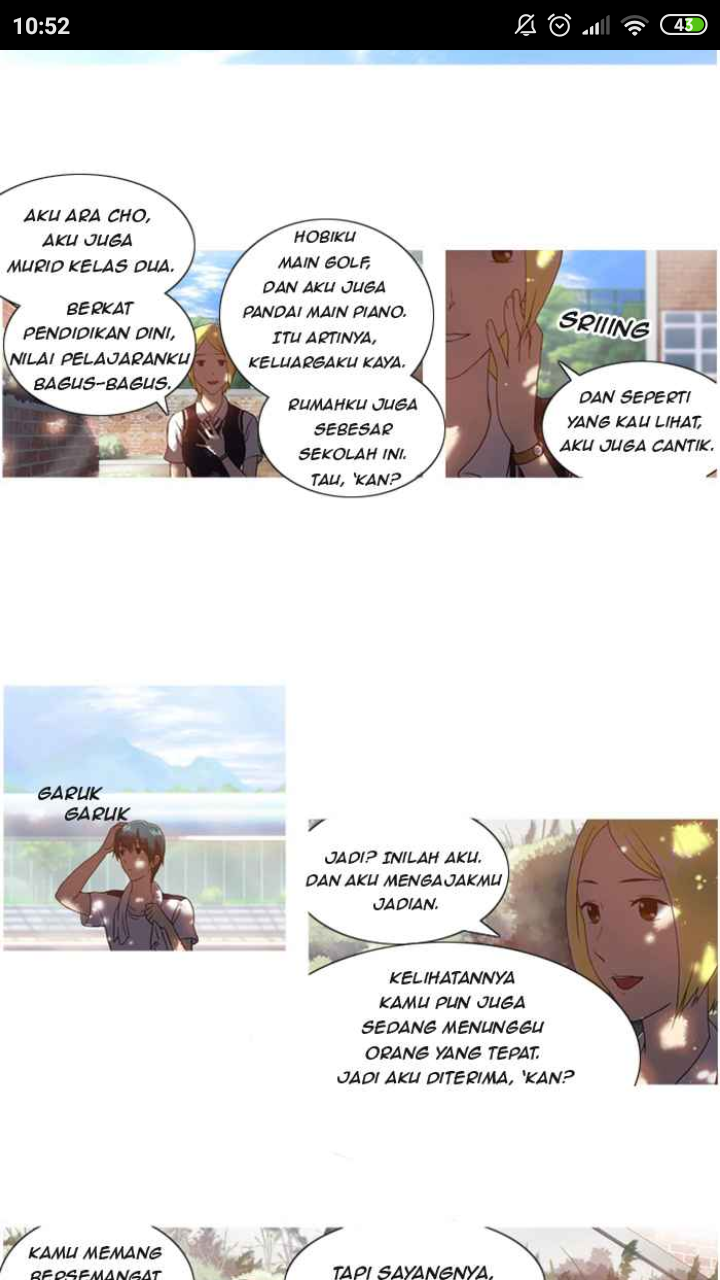 10:52
43
AKU ARA CHO,
AKU JUGA
MURID KELAS DUA.
BERKAT
PENDIDIKAN DINI,
NILAI PELAJARANKU
BAGUS-BAGUS.
HOBIKU
MAIN GOLF,
DAN AKU JUGA
PANDAI MAIN PIANO.
ITU ARTINYA,
KELUARGAKU KAYA.
RUMAHKU JUGA
SEBESAR
SEKOLAH INI.
TAU, 'KAN?
SRIIING
DAN SEPERTI
YANG KAU LIHAT,
AKU JUGA CANTIK.
GARUK
GARUK
JADI? INILAH AKU.
DAN AKU MENGAJAKMU
JADIAN.
KELIHATANNYA
KAMU PUN JUGA
SEDANG MENUNGGU
ORANG YANG TEPAT.
JADI AKU DITERIMA, 'KAN?
KAMU MEMANG
BERSEMANGAT
TAPI SAYANGNYA,